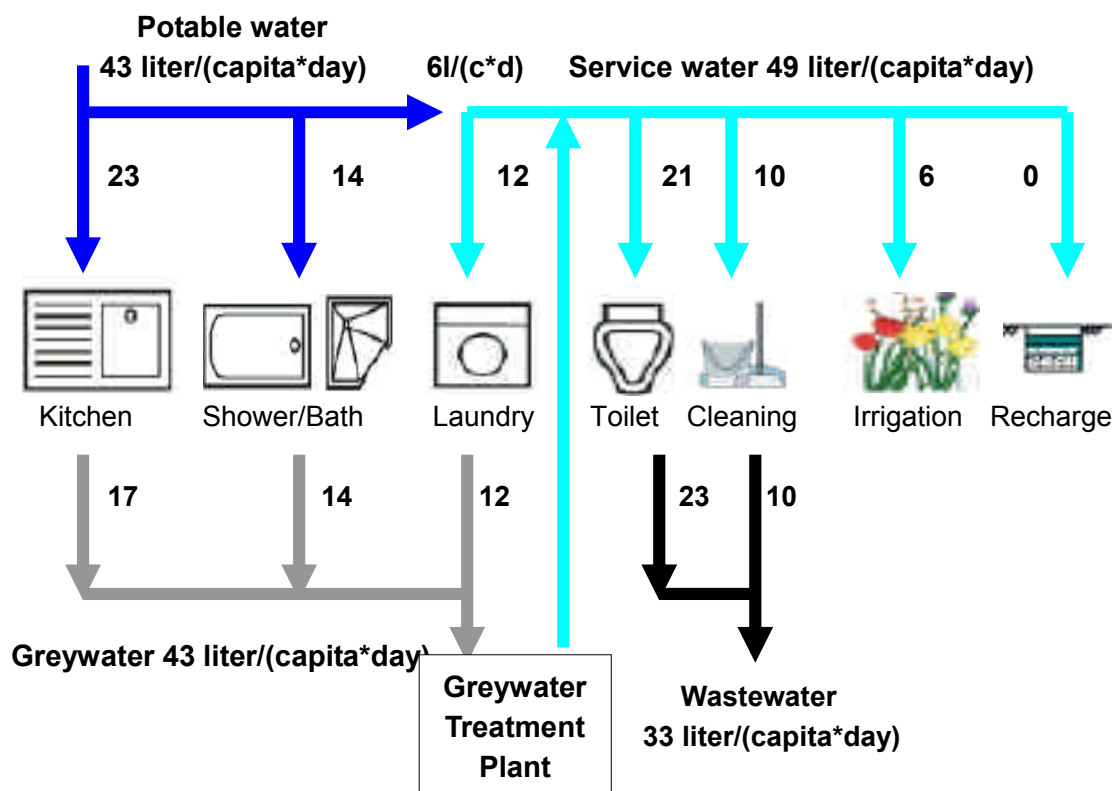 Potable water
43 liter/(capita*day)
6l/(c*d)
Service water 49 liter/(capita*day)
23
14
12
21
10
6
0
Kitchen
Shower/Bath
Laundry
Toilet
Cleaning
Irrigation
Recharge
17
14
12
23
10
Greywater 43 liter/(capita*day)
Greywater
Treatment
Plant
Wastewater
33 liter/(capita*day)